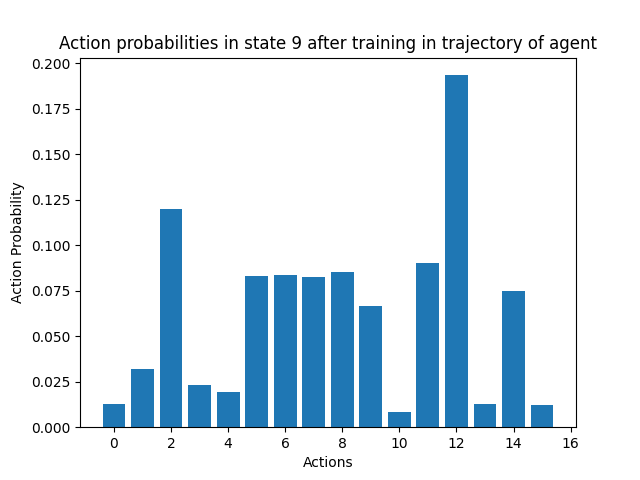 Action probabilities in state 9 after training in trajectory of agent
0.200
0.175
0.150
0.125
0.100
0.075
0.050
0.025
0.000
Action Probability
0 2 4 6 8 10 12 14 16
Actions